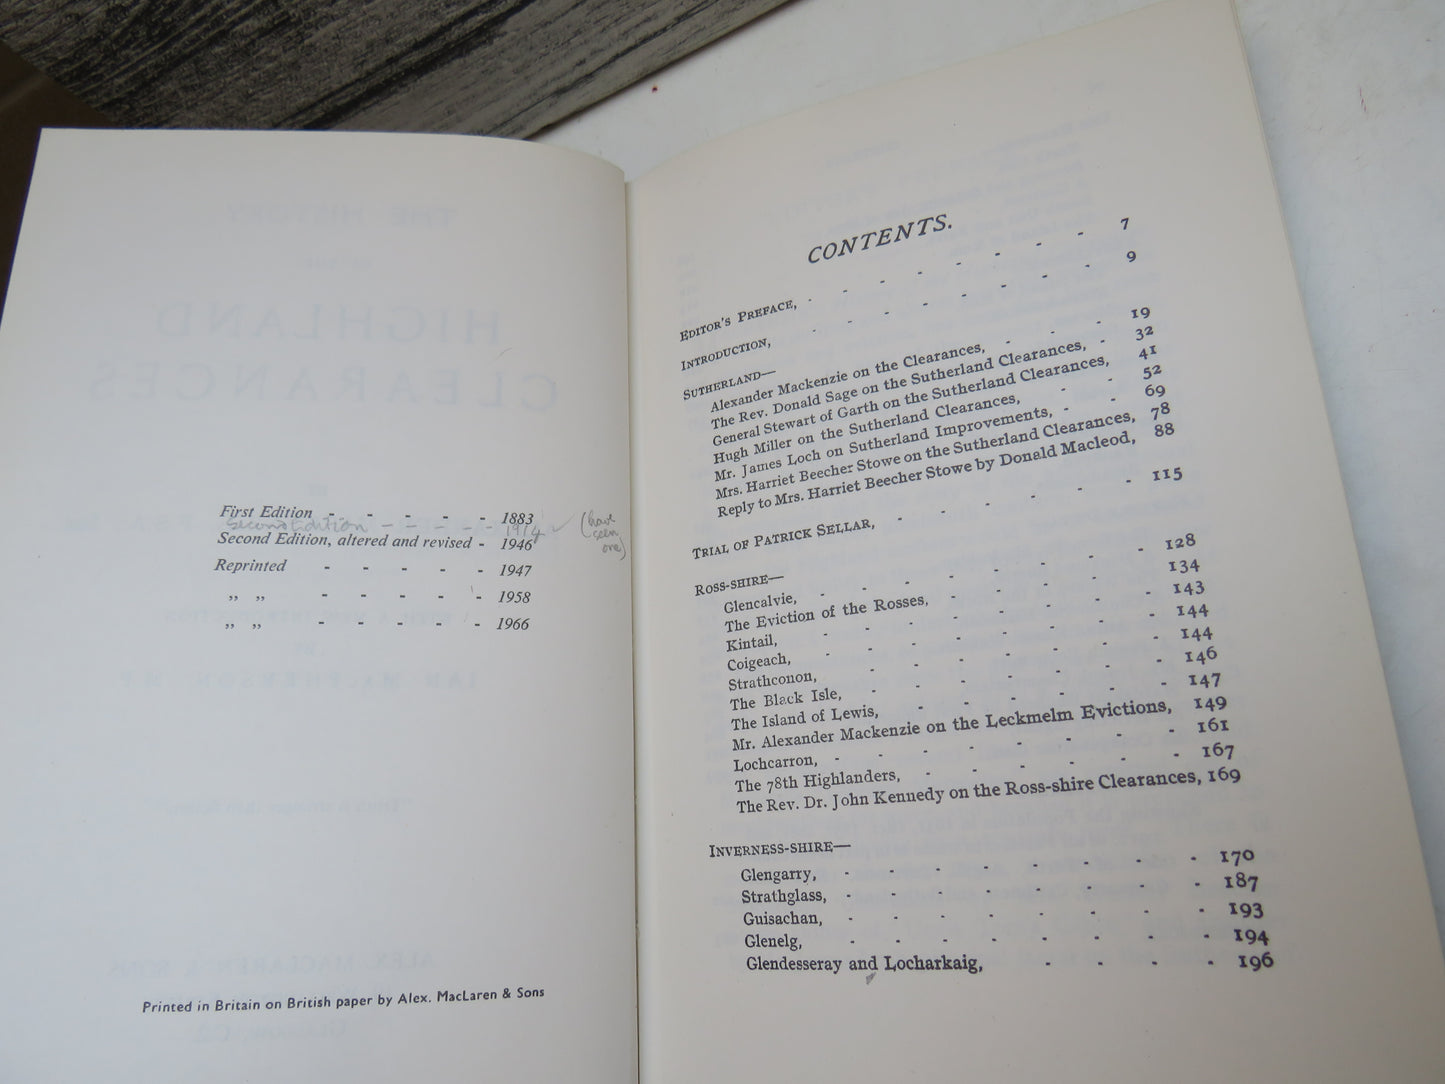 First Edition - - - - - 1883
Second Edition - - - - 1914 (have seen one)
Second Edition, altered and revised - 1946
Reprinted - - - - - 1947
,, ,, - - - - - 1958
,, ,, - - - - - 1966
Printed in Britain on British paper by Alex. MacLaren & Sons
CONTENTS.
EDITOR'S PREFACE, - - - - - - - - 7
INTRODUCTION, - - - - - - - - 9
SUTHERLAND—
Alexander Mackenzie on the Clearances, - - - 19
The Rev. Donald Sage on the Sutherland Clearances, - 32
General Stewart of Garth on the Sutherland Clearances, 41
Hugh Miller on the Sutherland Clearances, - - 52
Mr. James Loch on Sutherland Improvements, - - 69
Mrs. Harriet Beecher Stowe on the Sutherland Clearances, 78
Reply to Mrs. Harriet Beecher Stowe by Donald Macleod, 88
TRIAL OF PATRICK SELLAR, - - - - - - 115
ROSS-SHIRE—
Glencalvie, - - - - - - - - 128
The Eviction of the Rosses, - - - - - 134
Kintail, - - - - - - - - 143
Coigeach, - - - - - - - - 144
Strathconon, - - - - - - - 144
The Black Isle, - - - - - - - 146
The Island of Lewis, - - - - - - 147
Mr. Alexander Mackenzie on the Leckmelm Evictions, 149
Lochcarron, - - - - - - - - 161
The 78th Highlanders, - - - - - - 167
The Rev. Dr. John Kennedy on the Ross-shire Clearances, 169
INVERNESS-SHIRE—
Glengarry, - - - - - - - - 170
Strathglass, - - - - - - - - 187
Guisachan, - - - - - - - - 193
Glenelg, - - - - - - - - 194
Glendesseray and Locharkaig, - - - - 196